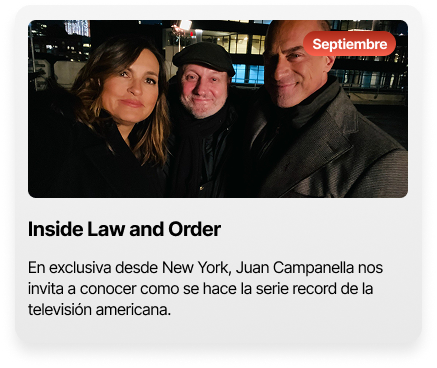 Septiembre
Inside Law and Order
En exclusiva desde New York, Juan Campanella nos
invita a conocer como se hace la serie record de la
televisión americana.